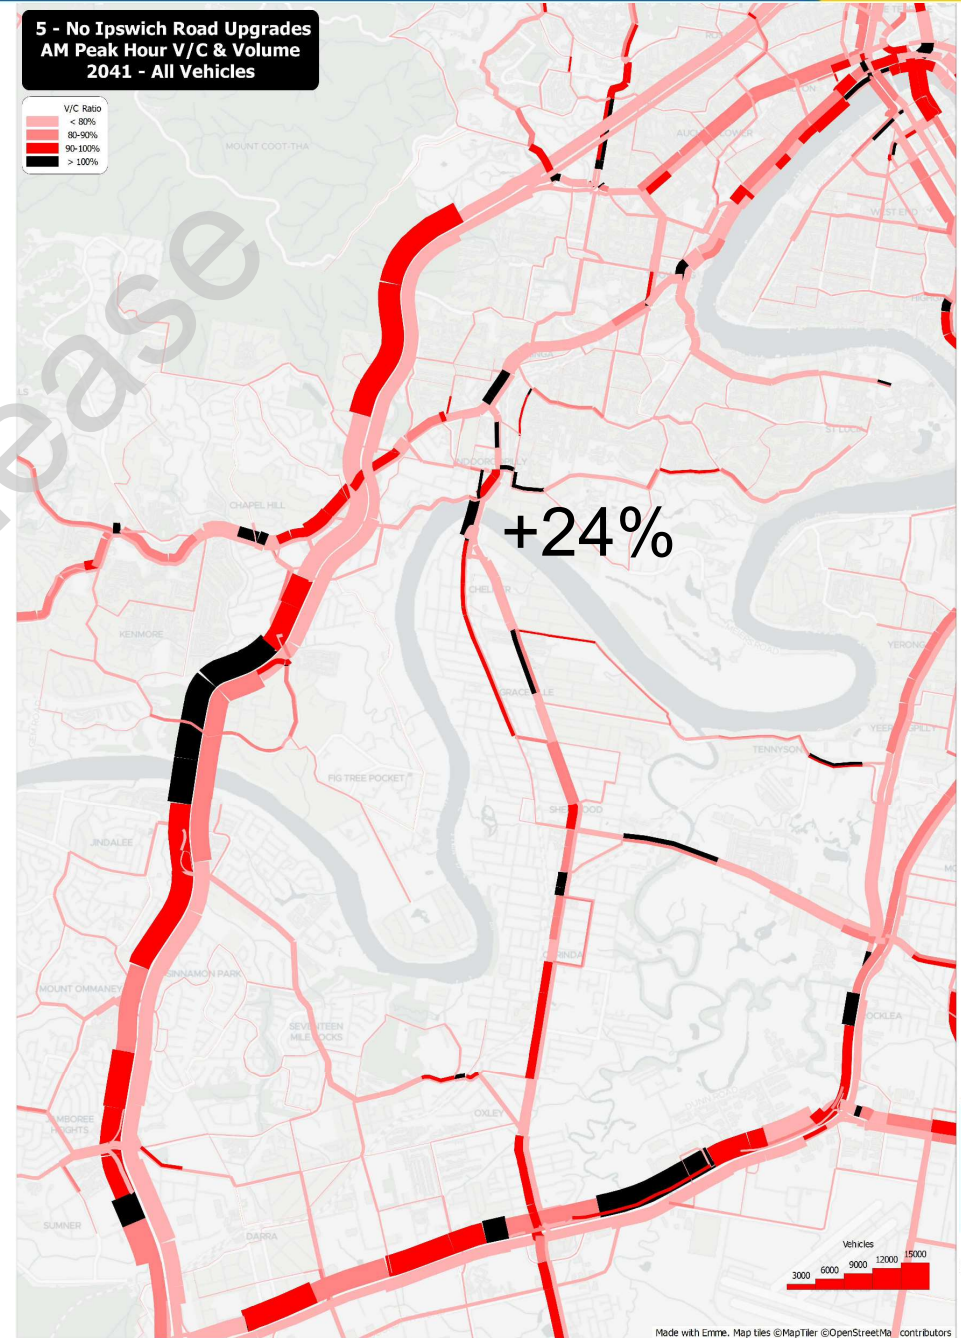 5 - No Ipswich Road Upgrades
AM Peak Hour V/C & Volume
2041 - All Vehicles
V/C Ratio
< 80%
80-90%
90-100%
> 100%
MOUNT COOT-THA
WEST END
ease
ST LUCIA
CHAPEL HILL
+24%
KENMORE
TENNYSON
FIG TREE POCKET
JINDALEE
SINNAMON PARK
MOUNT OMMANEY
SEVENTEEN
MILE ROCKS
JAMBOREE
HEIGHTS
OXLEY
SUMNER
DARRA
Vehicles
3000 6000 9000 12000 15000
Made with Emme. Map tiles ©MapTiler ©OpenStreetMap contributors